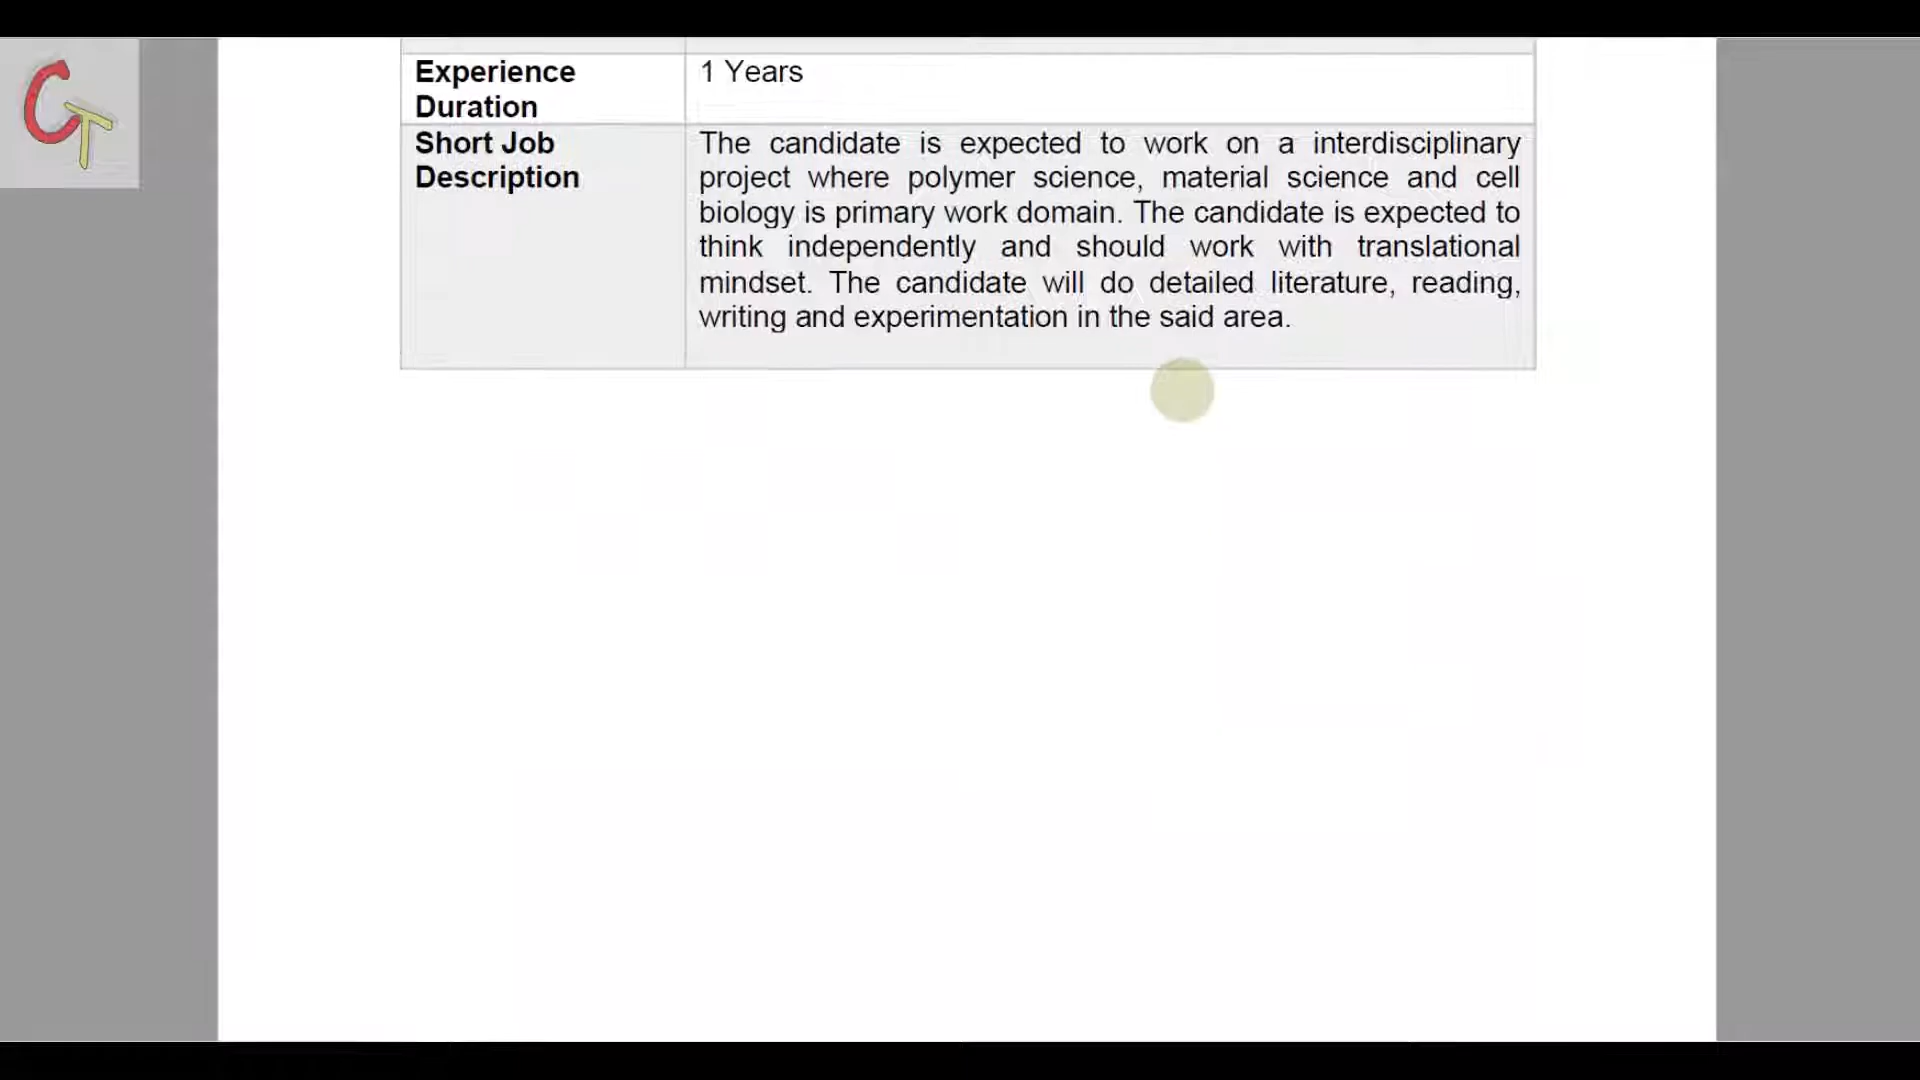 CT
Experience
Duration
1 Years
Short Job
Description
The candidate is expected to work on a interdisciplinary
project where polymer science, material science and cell
biology is primary work domain. The candidate is expected to
think independently and should work with translational
mindset. The candidate will do detailed literature, reading,
writing and experimentation in the said area.